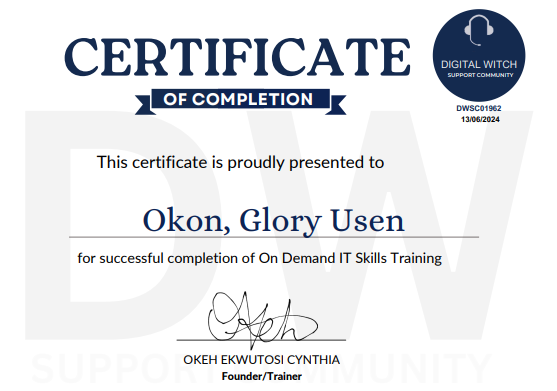 CERTIFICATE
OF COMPLETION
DIGITAL WITCH
SUPPORT COMMUNITY
DWSC01962
13/06/2024
This certificate is proudly presented to
Okon, Glory Usen
for successful completion of On Demand IT Skills Training
Okeh
OKEH EKWUTOSI CYNTHIA
Founder/Trainer
DW
SUPPORT COMMUNITY